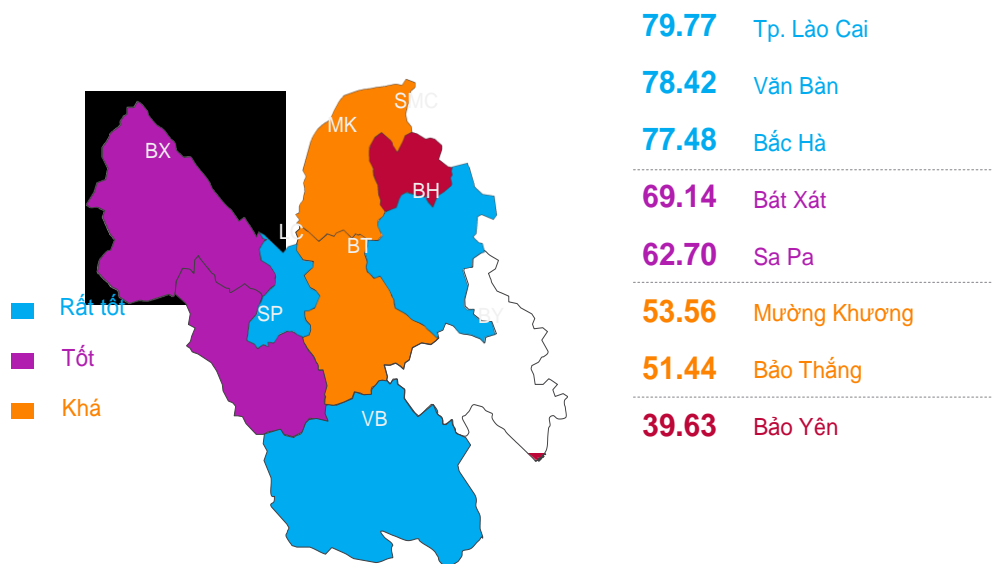 SMC
MK
BX
BH
LC
BT
SP
BY
VB
Rất tốt
Tốt
Khá
79.77 Tp. Lào Cai
78.42 Văn Bàn
77.48 Bắc Hà
69.14 Bát Xát
62.70 Sa Pa
53.56 Mường Khương
51.44 Bảo Thắng
39.63 Bảo Yên